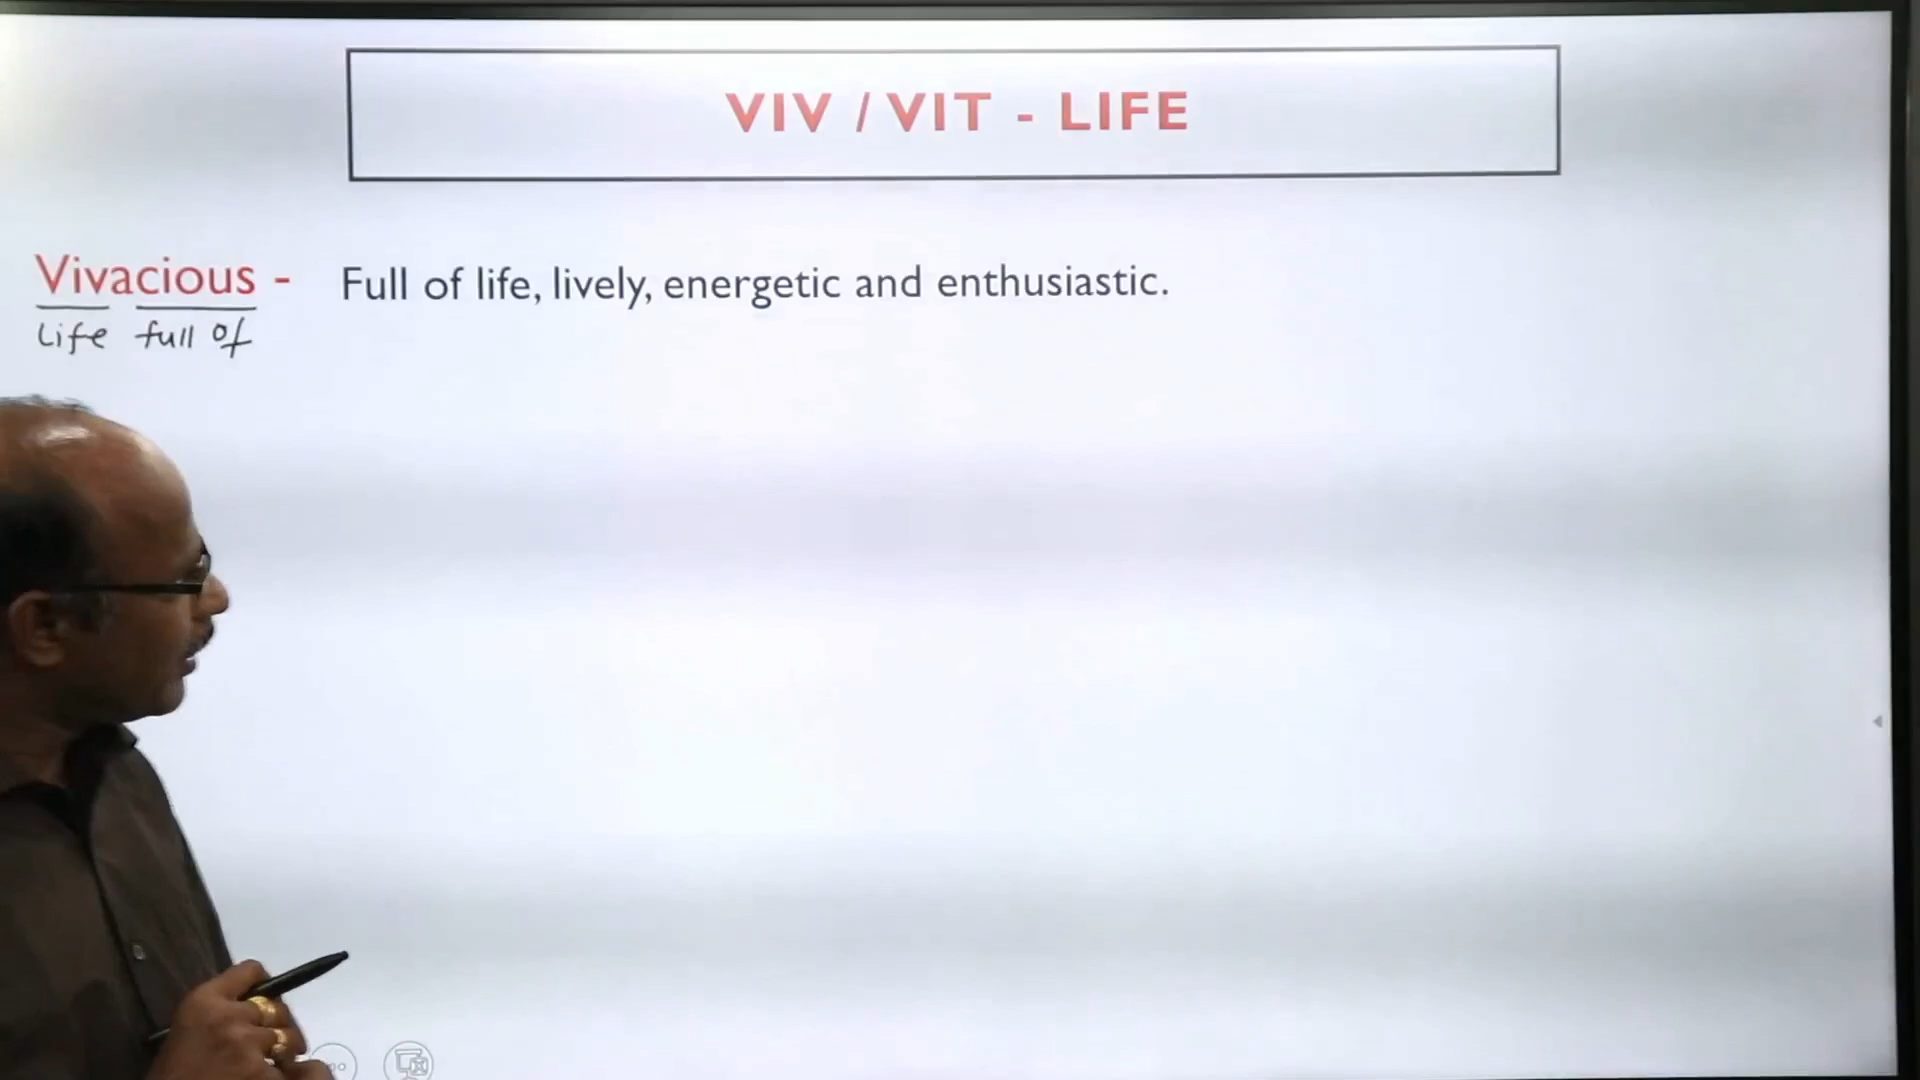 VIV / VIT - LIFE
Vivacious - Full of life, lively, energetic and enthusiastic.
Life full of